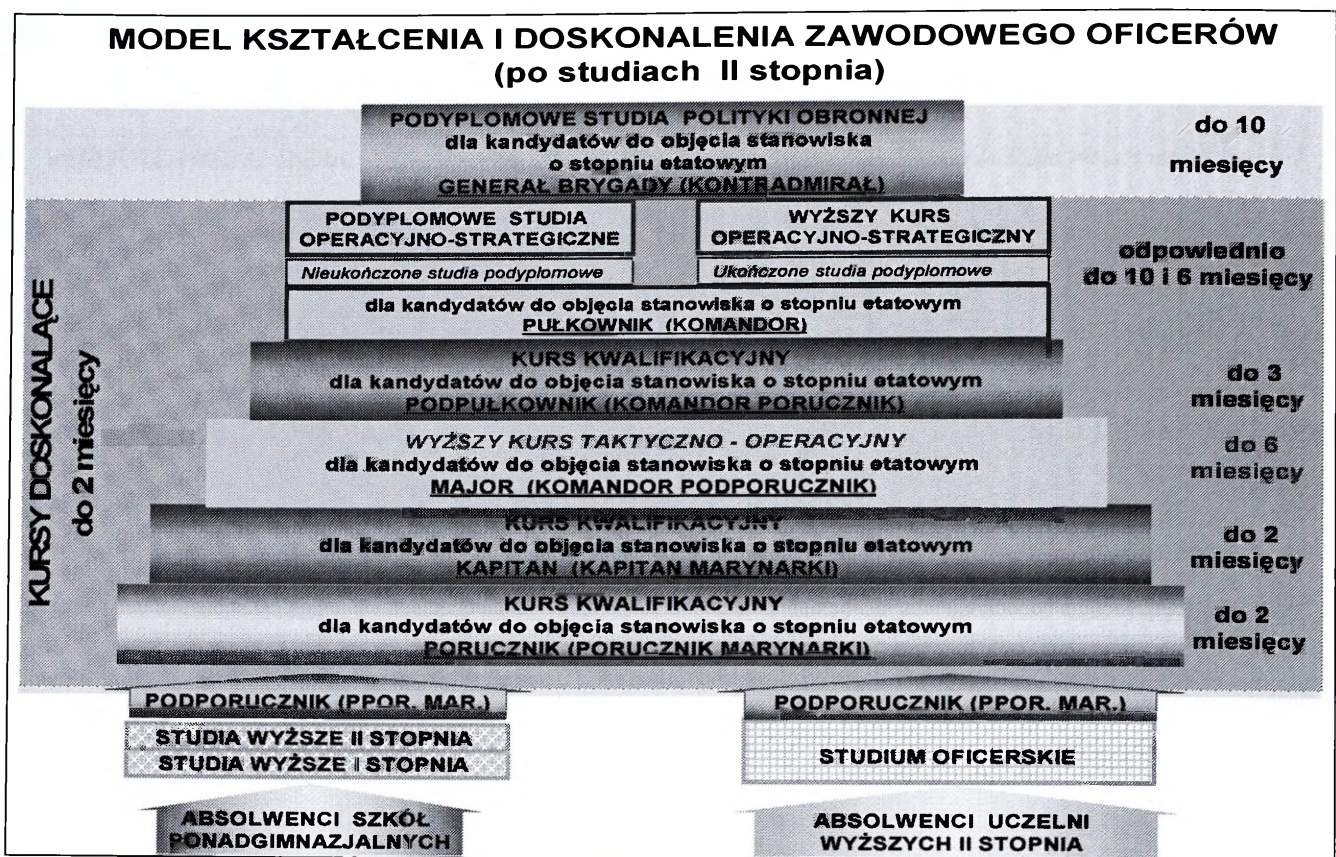 MODEL KSZTAŁCENIA I DOSKONALENIA ZAWODOWEGO OFICERÓW
(po studiach II stopnia)
PODYPLOMOWE STUDIA POLITYKI OBRONNEJ
dla kandydatów do objęcia stanowiska
o stopniu etatowym
GENERAŁ BRYGADY (KONTRADMIRAŁ)
do 10
miesięcy
PODYPLOMOWE STUDIA
OPERACYJNO-STRATEGICZNE
WYŻSZY KURS
OPERACYJNO-STRATEGICZNY
Nieukończone studia podyplomowe
Ukończone studia podyplomowe
dla kandydatów do objęcia stanowiska o stopniu etatowym
PUŁKOWNIK (KOMANDOR)
odpowiednio
do 10 i 6 miesięcy
KURS KWALIFIKACYJNY
dla kandydatów do objęcia stanowiska o stopniu etatowym
PODPUŁKOWNIK (KOMANDOR PORUCZNIK)
do 3
miesięcy
WYŻSZY KURS TAKTYCZNO - OPERACYJNY
dla kandydatów do objęcia stanowiska o stopniu etatowym
MAJOR (KOMANDOR PODPORUCZNIK)
do 6
miesięcy
KURS KWALIFIKACYJNY
dla kandydatów do objęcia stanowiska o stopniu etatowym
KAPITAN (KAPITAN MARYNARKI)
do 2
miesięcy
KURS KWALIFIKACYJNY
dla kandydatów do objęcia stanowiska o stopniu etatowym
PORUCZNIK (PORUCZNIK MARYNARKI)
do 2
miesięcy
KURSY DOSKONALĄCE
do 2 miesięcy
PODPORUCZNIK (PPOR. MAR.)
STUDIA WYŻSZE II STOPNIA
STUDIA WYŻSZE I STOPNIA
ABSOLWENCI SZKÓŁ
PONADGIMNAZJALNYCH
PODPORUCZNIK (PPOR. MAR.)
STUDIUM OFICERSKIE
ABSOLWENCI UCZELNI
WYŻSZYCH II STOPNIA